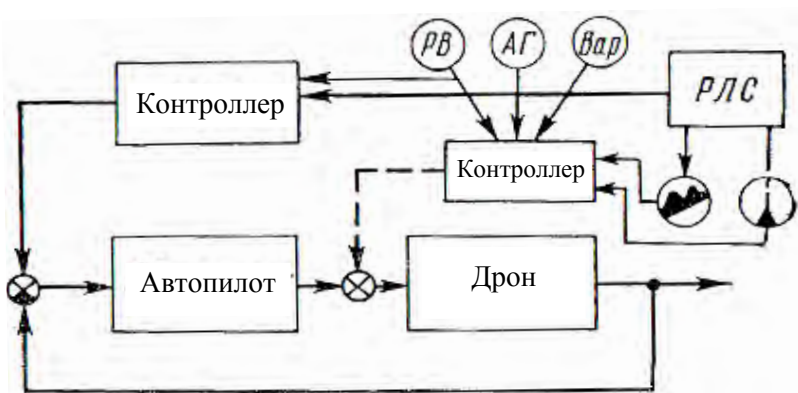 РВ АГ Вар
РЛС
Контроллер
Контроллер
Автопилот
Дрон